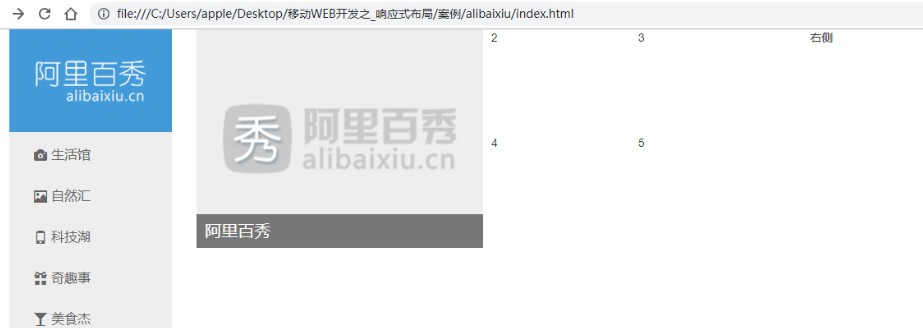 file:///C:/Users/apple/Desktop/移动WEB开发之_响应式布局/案例/alibaixiu/index.html
阿里百秀
alibaixiu.cn
生活馆
自然汇
科技湖
奇趣事
美食杰
秀 阿里百秀
alibaixiu.cn
阿里百秀
2 3
4 5
右侧